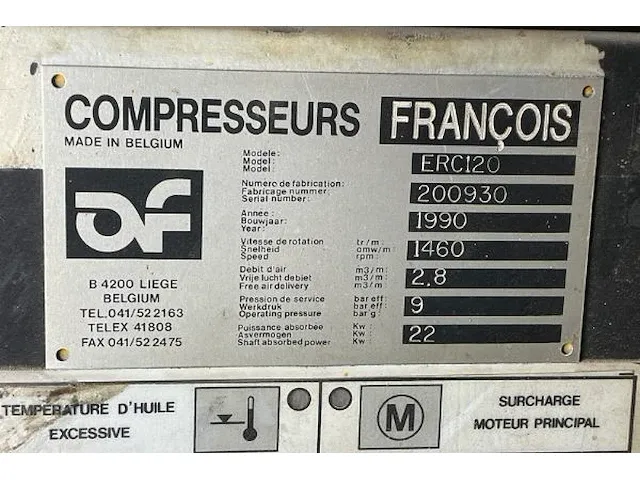 COMPRESSEURS FRANÇOIS
MADE IN BELGIUM
Modele:
Model:
Model:
ERC120
Numero de fabrication:
Fabricage nummer:
Serial number:
200930
Année:
Bouwjaar:
Year:
1990
Vitesse de rotation tr/m:
Snelheid omw/m:
Speed rpm:
1460
Debit d'air m3/m:
Vrije lucht debiet m3/m:
Free air delivery m3/m:
2.8
Pression de service bar eff:
Werkdruk bar eff:
Operating pressure bar g:
9
Puissance absorbee Kw:
Asvermogen Kw:
Shaft absorbed power Kw:
22
B 4200 LIEGE
BELGIUM
TEL.041/522163
TELEX 41808
FAX 041/522475
TEMPERATURE D'HUILE
EXCESSIVE
M
SURCHARGE
MOTEUR PRINCIPAL